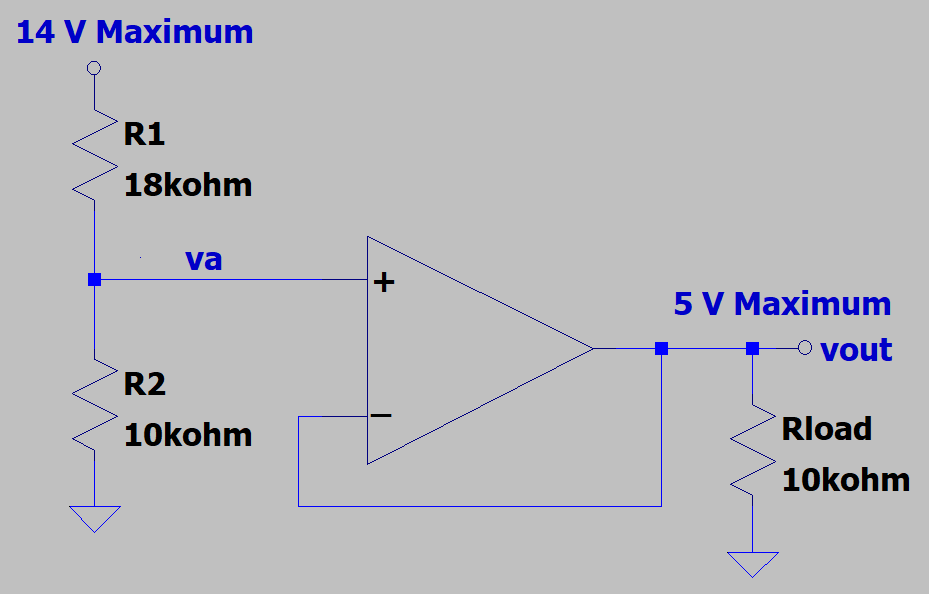 14 V Maximum
R1
18kohm
va
+
−
5 V Maximum
vout
R2
10kohm
Rload
10kohm